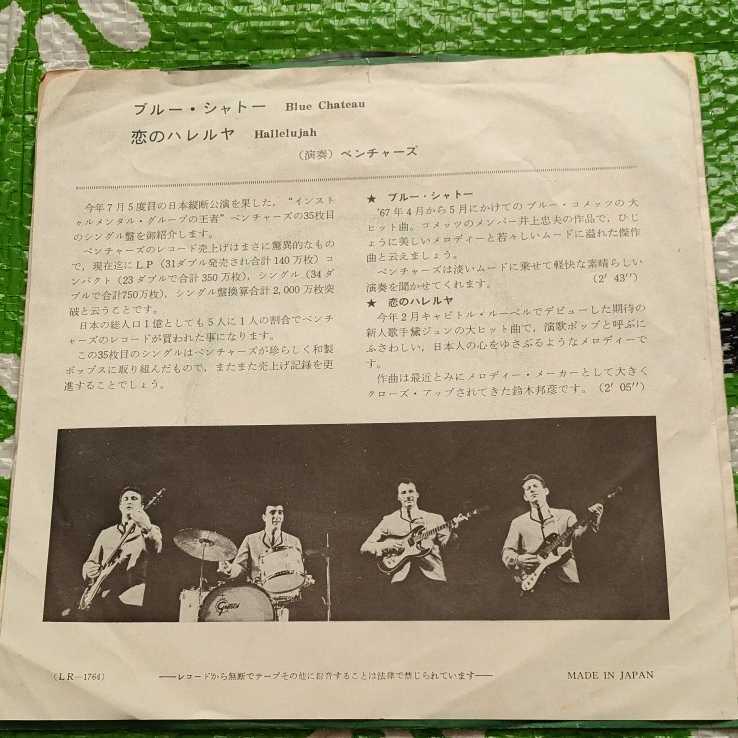 ブルー・シャトー Blue Chateau
恋のハレルヤ Hallelujah
(演奏) ベンチャーズ
今年7月5度目の日本縦断公演を果した, “インスト
ゥルメンタル・グループの王者”ベンチャーズの35枚目
のシングル盤を御紹介します。
ベンチャーズのレコード売上げはまさに驚異的なもの
で, 現在迄にLP (31ダブル発売され合計140万枚) コ
ンパクト (23ダブルで合計350万枚), シングル (34ダ
ブルで合計750万枚), シングル盤換算合計2,000万枚突
破と云うことです。
日本の総人口1億としても5人に1人の割合でベンチ
ャーズのレコードが買われた事になります。
この35枚目のシングルはベンチャーズが珍らしく和製
ポップスに取り組んだもので, またまた売上げ記録を更
進することでしょう。
★ ブルー・シャトー
'67年4月から5月にかけてのブルー・コメッツの大
ヒット曲。コメッツのメンバー井上忠夫の作品で, ひじ
ょうに美しいメロディーと若々しいムードに溢れた傑作
曲と云えましょう。
ベンチャーズは淡いムードに乗せて軽快な素晴らしい
演奏を聞かせてくれます。 (2' 43'')
★ 恋のハレルヤ
今年2月キャピトル・レーベルでデビューした期待の
新人歌手黛ジュンの大ヒット曲で, 演歌ポップと呼ぶに
ふさわしい, 日本人の心をゆさぶるようなメロディーで
す。
作曲は最近とみにメロディー・メーカーとして大きく
クローズ・アップされてきた鈴木邦彦です。(2' 05'')
Gretsch
(LR—1764)
——レコードから無断でテープその他に録音することは法律で禁じられています——
MADE IN JAPAN